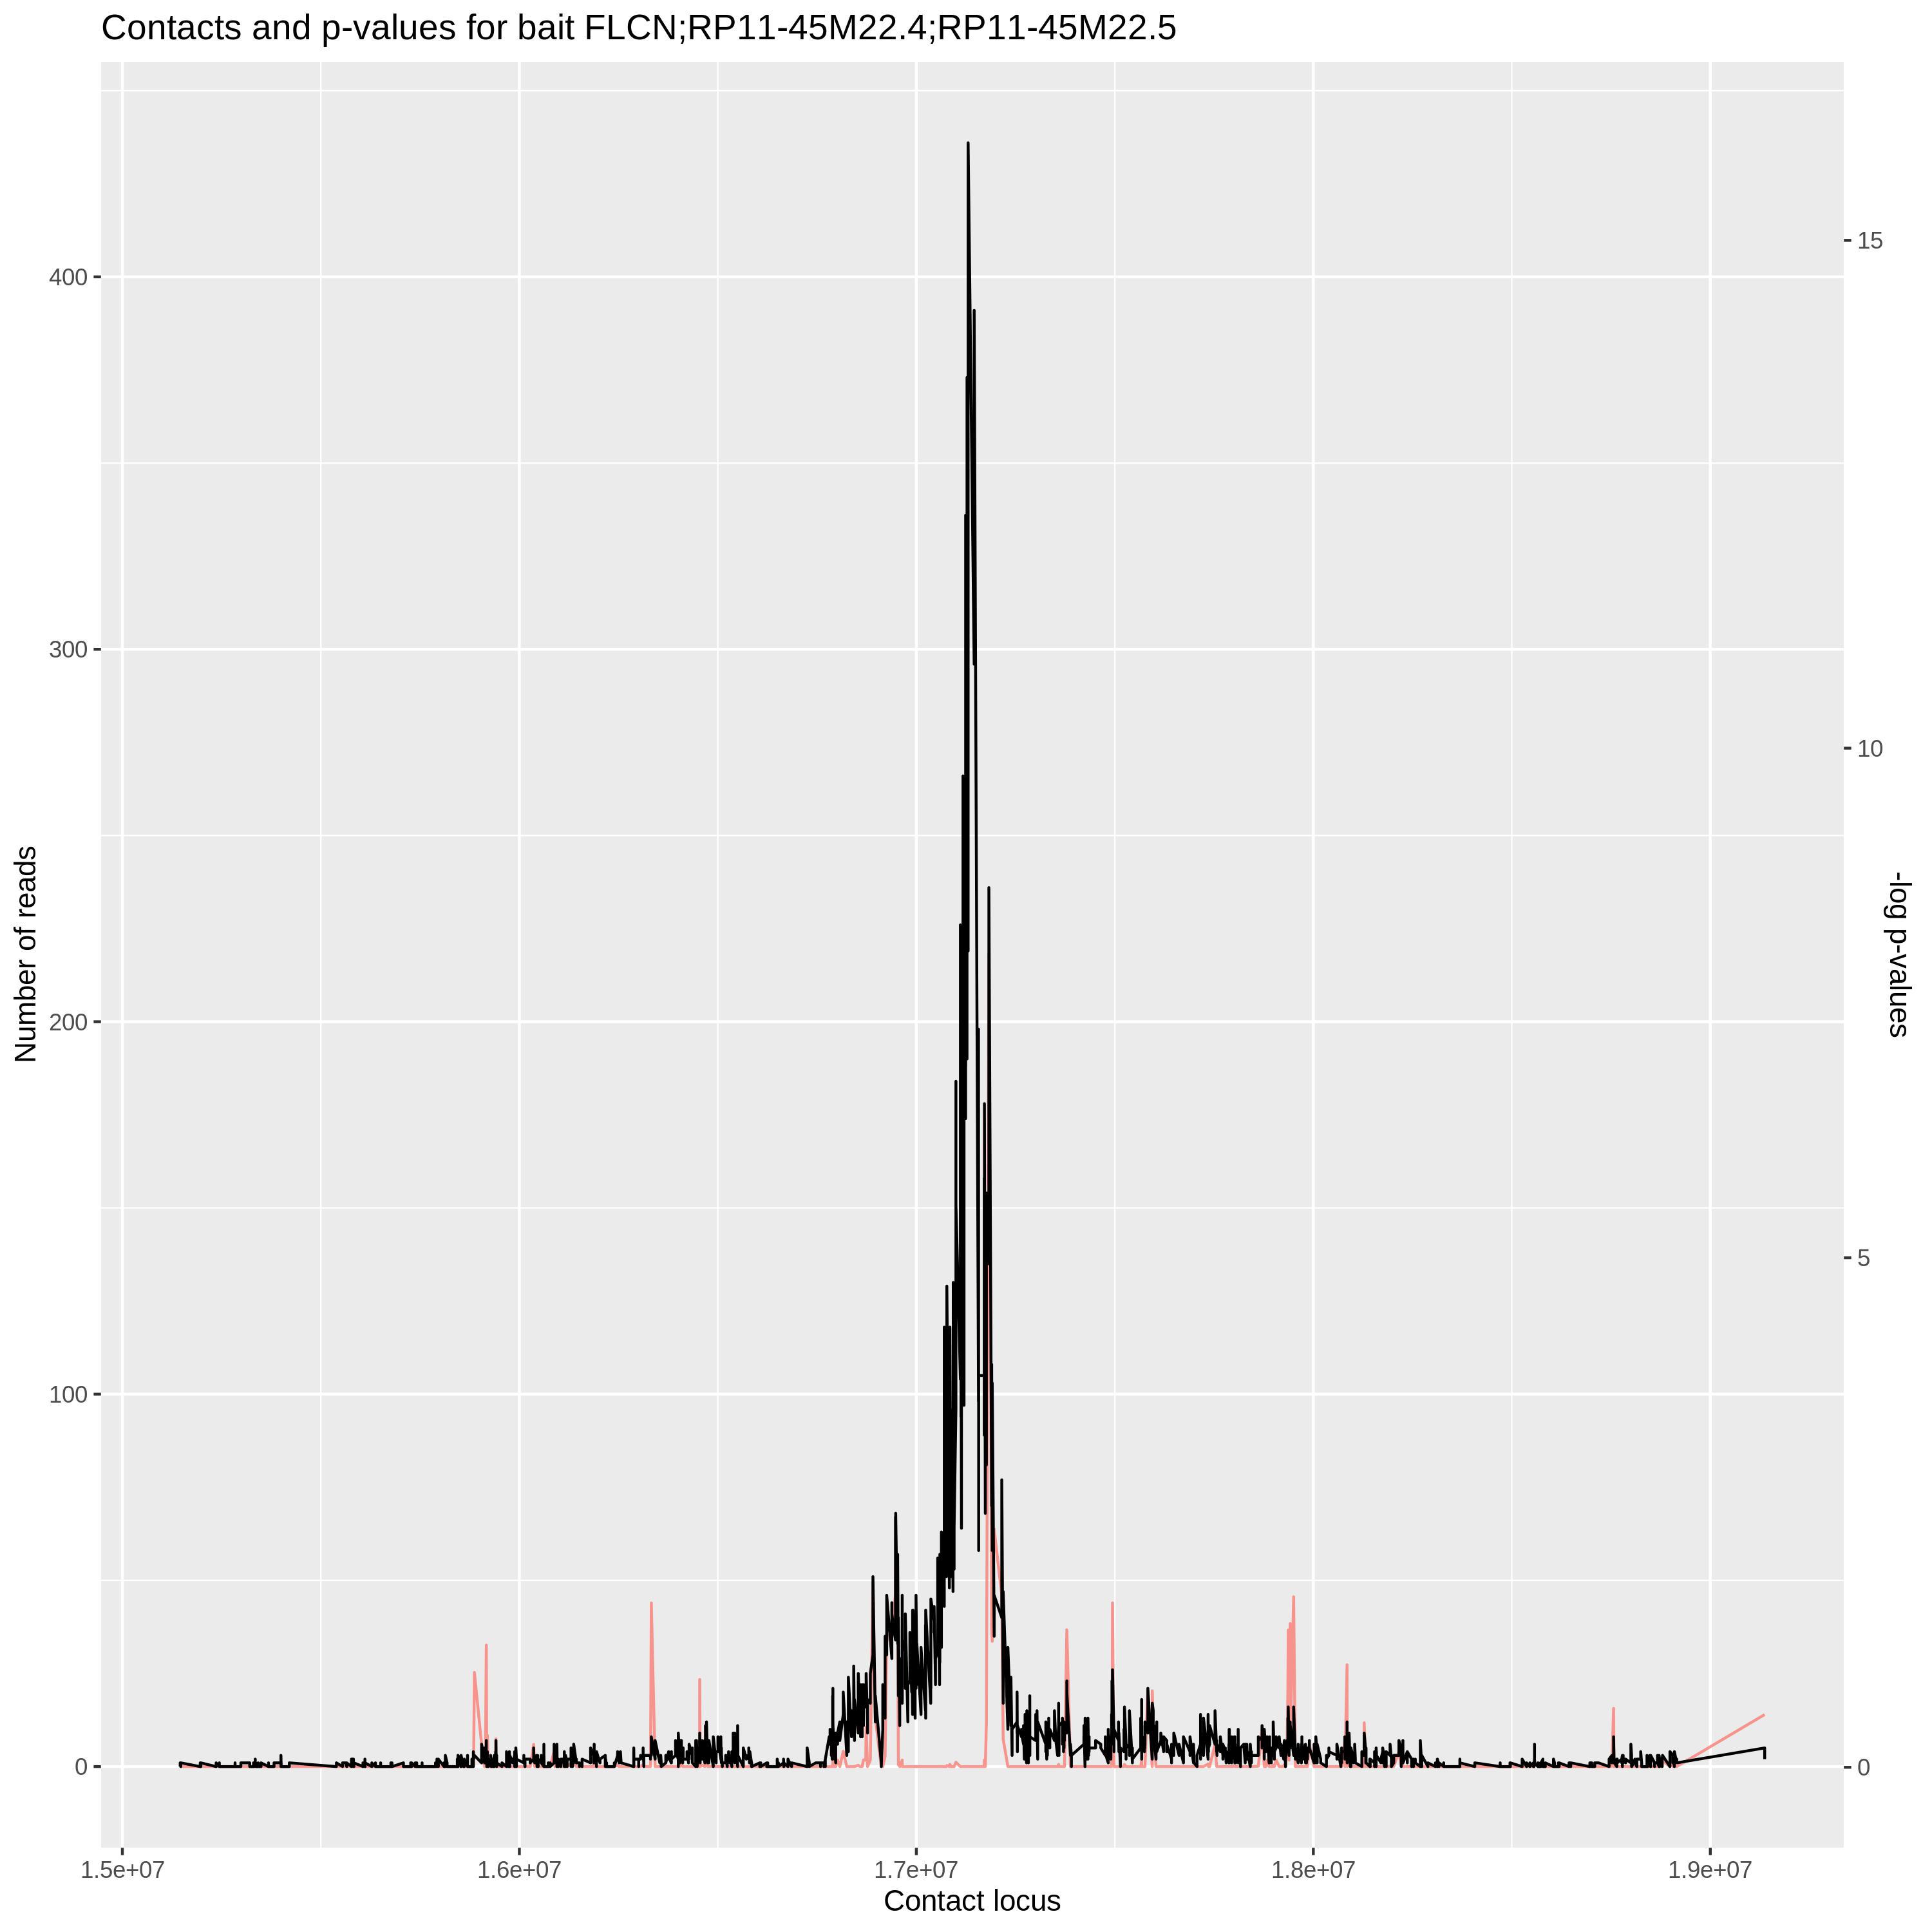 Contacts and p-values for bait FLCN;RP11-45M22.4;RP11-45M22.5
400
300
200
100
0
Number of reads
15
10
5
0
-log p-values
1.5e+07
1.6e+07
1.7e+07
1.8e+07
1.9e+07
Contact locus